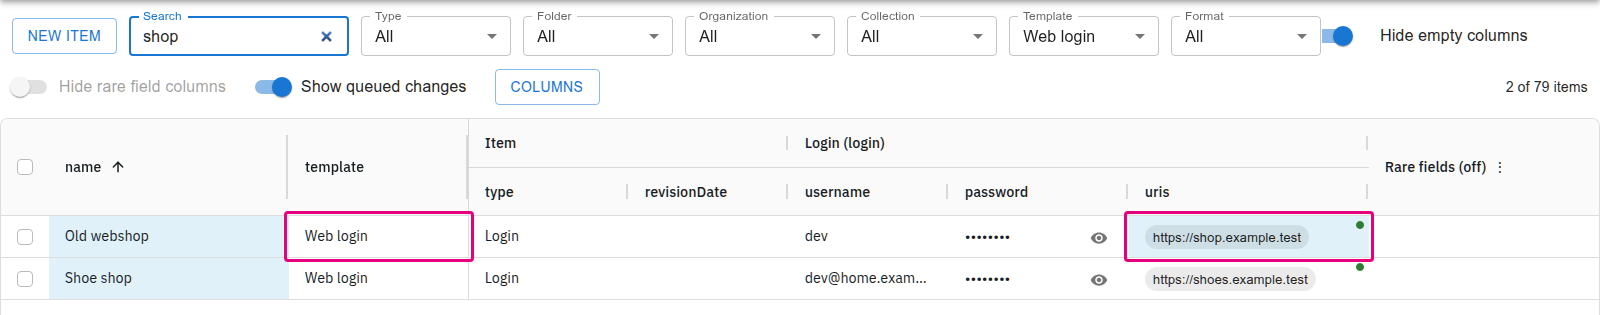 Search Type Folder Organization Collection Template Format
NEW ITEM shop All All All All Web login All Hide empty columns
Hide rare field columns Show queued changes COLUMNS 2 of 79 items
Item Login (login)
name template Rare fields (off)
type revisionDate username password uris
Old webshop Web login Login dev •••••••• https://shop.example.test
Shoe shop Web login Login dev@home.exam... •••••••• https://shoes.example.test